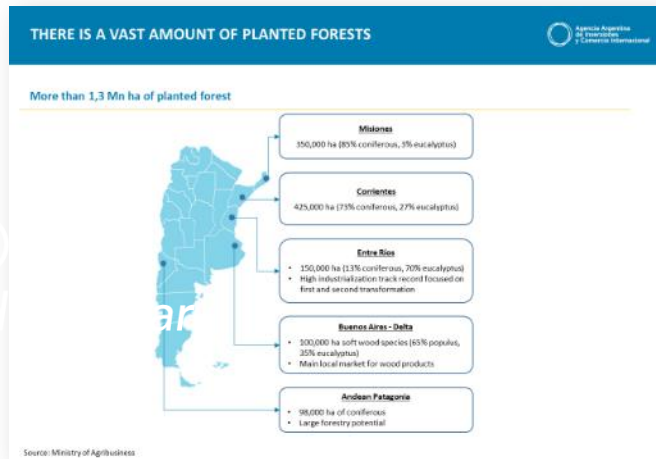 THERE IS A VAST AMOUNT OF PLANTED FORESTS
Agencia Argentina
de Inversiones
y Comercio Internacional
More than 1,3 Mn ha of planted forest
Misiones
350,000 ha (85% coniferous, 3% eucalyptus)
Corrientes
425,000 ha (73% coniferous, 27% eucalyptus)
Entre Ríos
• 150,000 ha (13% coniferous, 70% eucalyptus)
• High industrialization track record focused on
first and second transformation
Buenos Aires - Delta
• 100,000 ha soft wood species (65% populus,
35% eucalyptus)
• Main local market for wood products
Andean Patagonia
• 98,000 ha of coniferous
• Large forestry potential
Source: Ministry of Agribusiness